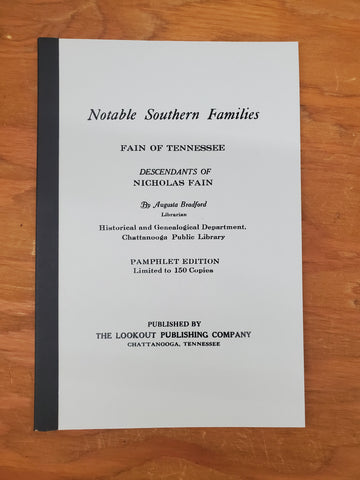 Notable Southern Families
FAIN OF TENNESSEE
DESCENDANTS OF
NICHOLAS FAIN
By Augusta Bradford
Librarian
Historical and Genealogical Department,
Chattanooga Public Library
PAMPHLET EDITION
Limited to 150 Copies
PUBLISHED BY
THE LOOKOUT PUBLISHING COMPANY
CHATTANOOGA, TENNESSEE